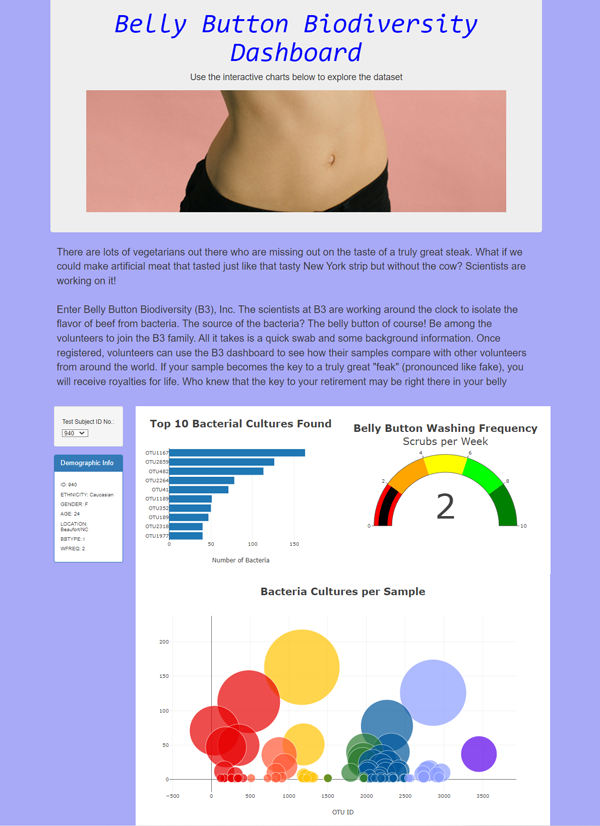 Belly Button Biodiversity
Dashboard
Use the interactive charts below to explore the dataset
There are lots of vegetarians out there who are missing out on the taste of a truly great steak. What if we
could make artificial meat that tasted just like that tasty New York strip but without the cow? Scientists are
working on it!
Enter Belly Button Biodiversity (B3), Inc. The scientists at B3 are working around the clock to isolate the
flavor of beef from bacteria. The source of the bacteria? The belly button of course! Be among the
volunteers to join the B3 family. All it takes is a quick swab and some background information. Once
registered, volunteers can use the B3 dashboard to see how their samples compare with other volunteers
from around the world. If your sample becomes the key to a truly great "feak" (pronounced like fake), you
will receive royalties for life. Who knew that the key to your retirement may be right there in your belly
Test Subject ID No.:
940
Demographic Info
ID: 940
ETHNICITY: Caucasian
GENDER: F
AGE: 24
LOCATION:
Beaufort/NC
BBTYPE: I
WFREQ: 2
Top 10 Bacterial Cultures Found
OTU1167
OTU2859
OTU482
OTU2264
OTU41
OTU1189
OTU352
OTU189
OTU2318
OTU1977
0 50 100 150
Number of Bacteria
Belly Button Washing Frequency
Scrubs per Week
0 2 4 6 8 10
2
Bacteria Cultures per Sample
200
150
100
50
0
−500 0 500 1000 1500 2000 2500 3000 3500
OTU ID